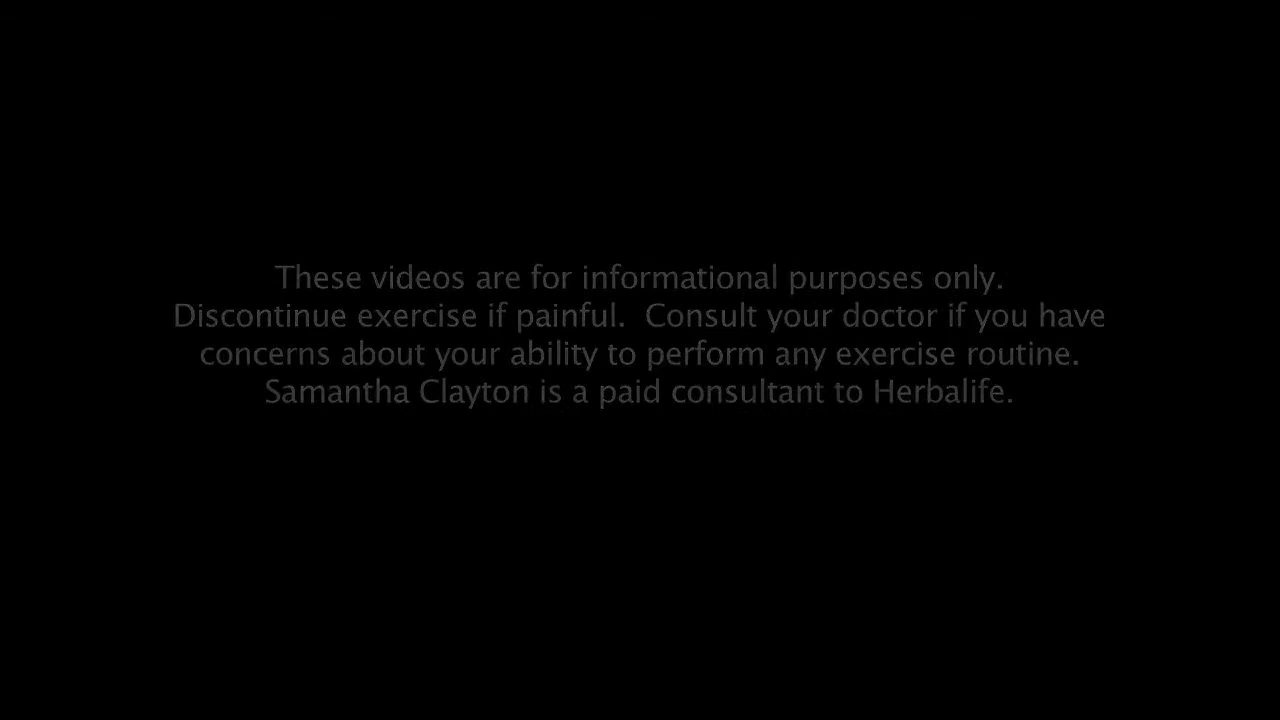 These videos are for informational purposes only.
Discontinue exercise if painful.  Consult your doctor if you have
concerns about your ability to perform any exercise routine.
Samantha Clayton is a paid consultant to Herbalife.